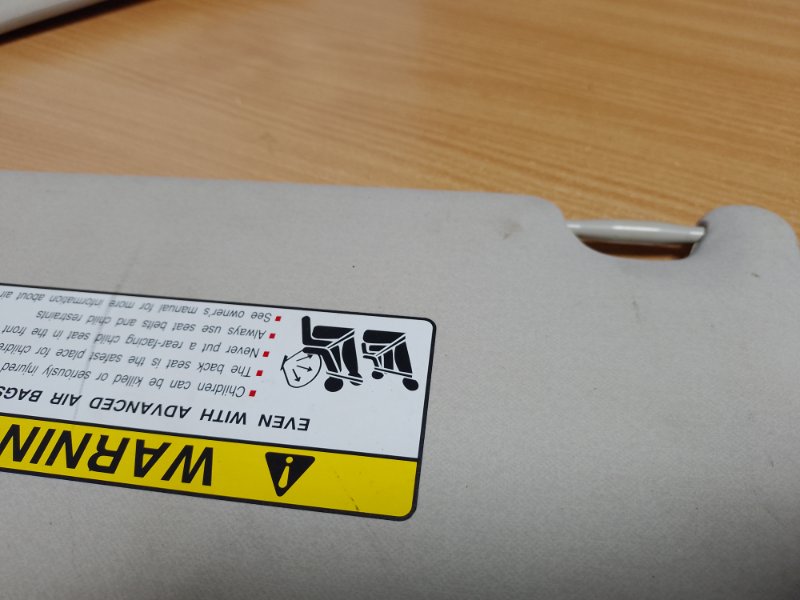 WARNIN
EVEN WITH ADVANCED AIR BAGS
Children can be killed or seriously injured
The back seat is the safest place for childre
Never put a rear-facing child seat in the front
Always use seat belts and child restraints
See owner's manual for more information about air